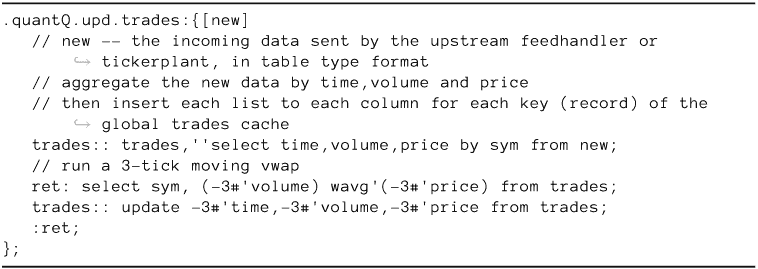 .quantQ.upd.trades:{[new]
// new -- the incoming data sent by the upstream feedhandler or
↪ tickerplant, in table type format
// aggregate the new data by time,volume and price
// then insert each list to each column for each key (record) of the
↪ global trades cache
trades:: trades,''select time,volume,price by sym from new;
// run a 3-tick moving vwap
ret: select sym, (-3#'volume) wavg'(-3#'price) from trades;
trades:: update -3#'time,-3#'volume,-3#'price from trades;
:ret;
};